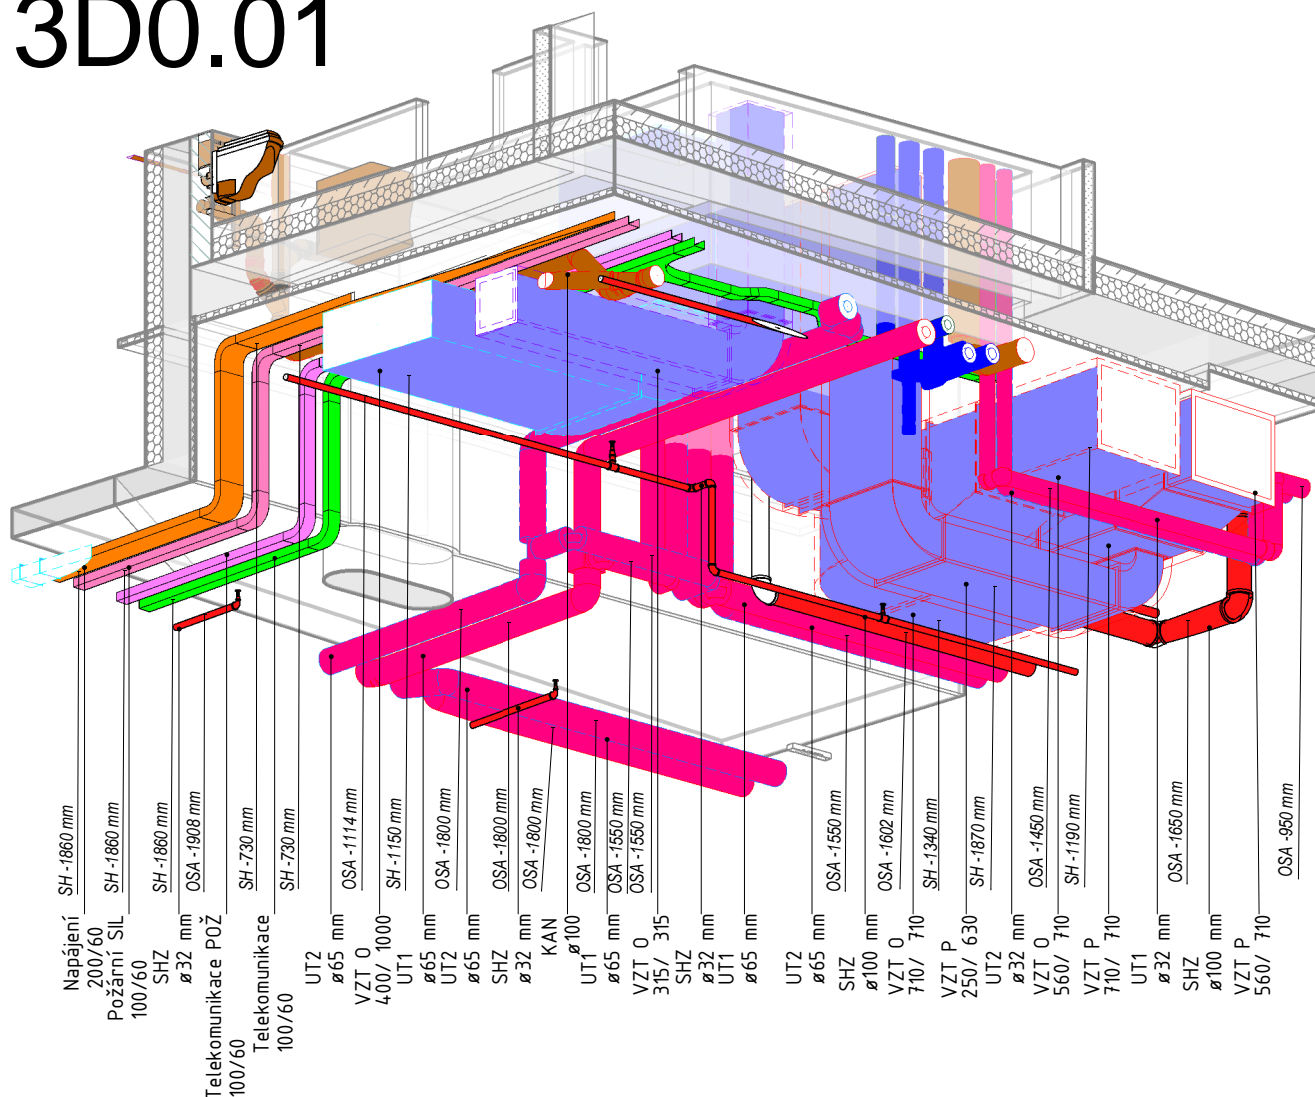 3D0.01
SH -1860 mm
SH -1860 mm
SH -1860 mm
OSA -1908 mm
SH -730 mm
SH -730 mm
OSA -1114 mm
SH -1150 mm
OSA -1800 mm
OSA -1800 mm
OSA -1800 mm
OSA -1800 mm
OSA -1550 mm
OSA -1550 mm
OSA -1550 mm
OSA -1602 mm
SH -1340 mm
SH -1870 mm
OSA -1450 mm
SH -1190 mm
OSA -1650 mm
OSA -950 mm
Napájení
200/60
Požární SIL
100/60
SHZ
ø32 mm
Telekomunikace POŽ
100/60
Telekomunikace
100/60
UT2
ø65 mm
VZT O
400/ 1000
UT1
ø65 mm
UT2
ø65 mm
SHZ
ø32 mm
KAN
ø100
UT1
ø65 mm
VZT O
315/ 315
SHZ
ø32 mm
UT1
ø65 mm
UT2
ø65 mm
SHZ
ø100 mm
VZT O
710/ 710
VZT P
250/ 630
UT2
ø32 mm
VZT O
560/ 710
VZT P
710/ 710
UT1
ø32 mm
SHZ
ø100 mm
VZT P
560/ 710